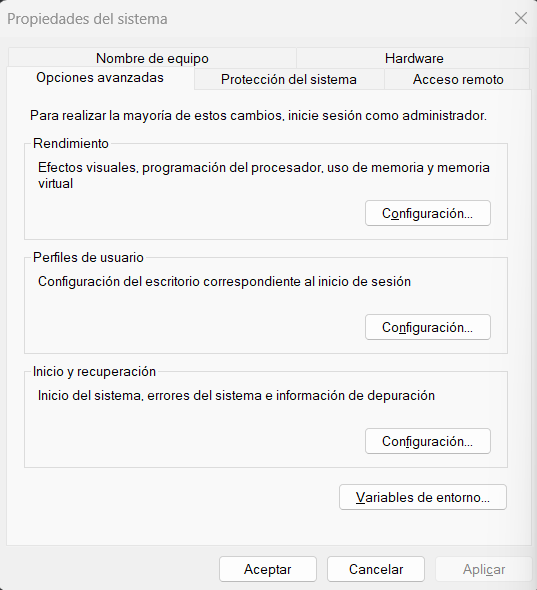 Propiedades del sistema
Nombre de equipo
Hardware
Opciones avanzadas
Protección del sistema
Acceso remoto
Para realizar la mayoría de estos cambios, inicie sesión como administrador.
Rendimiento
Efectos visuales, programación del procesador, uso de memoria y memoria
virtual
Configuración...
Perfiles de usuario
Configuración del escritorio correspondiente al inicio de sesión
Configuración...
Inicio y recuperación
Inicio del sistema, errores del sistema e información de depuración
Configuración...
Variables de entorno...
Aceptar
Cancelar
Aplicar